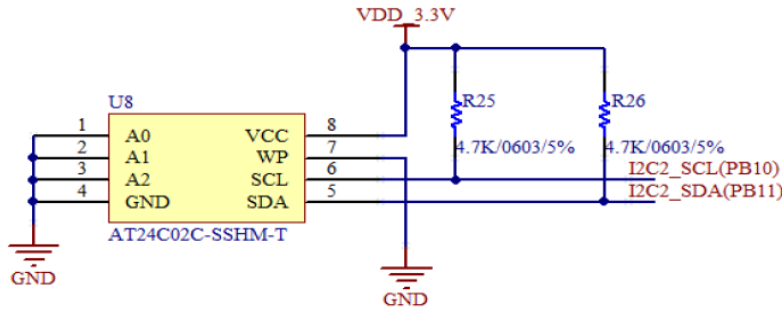 VDD_3.3V
U8
R25
R26
1 A0 VCC 8
2 A1 WP 7
4.7K/0603/5% 4.7K/0603/5%
3 A2 SCL 6 I2C2_SCL(PB10)
4 GND SDA 5 I2C2_SDA(PB11)
AT24C02C-SSHM-T
GND
GND